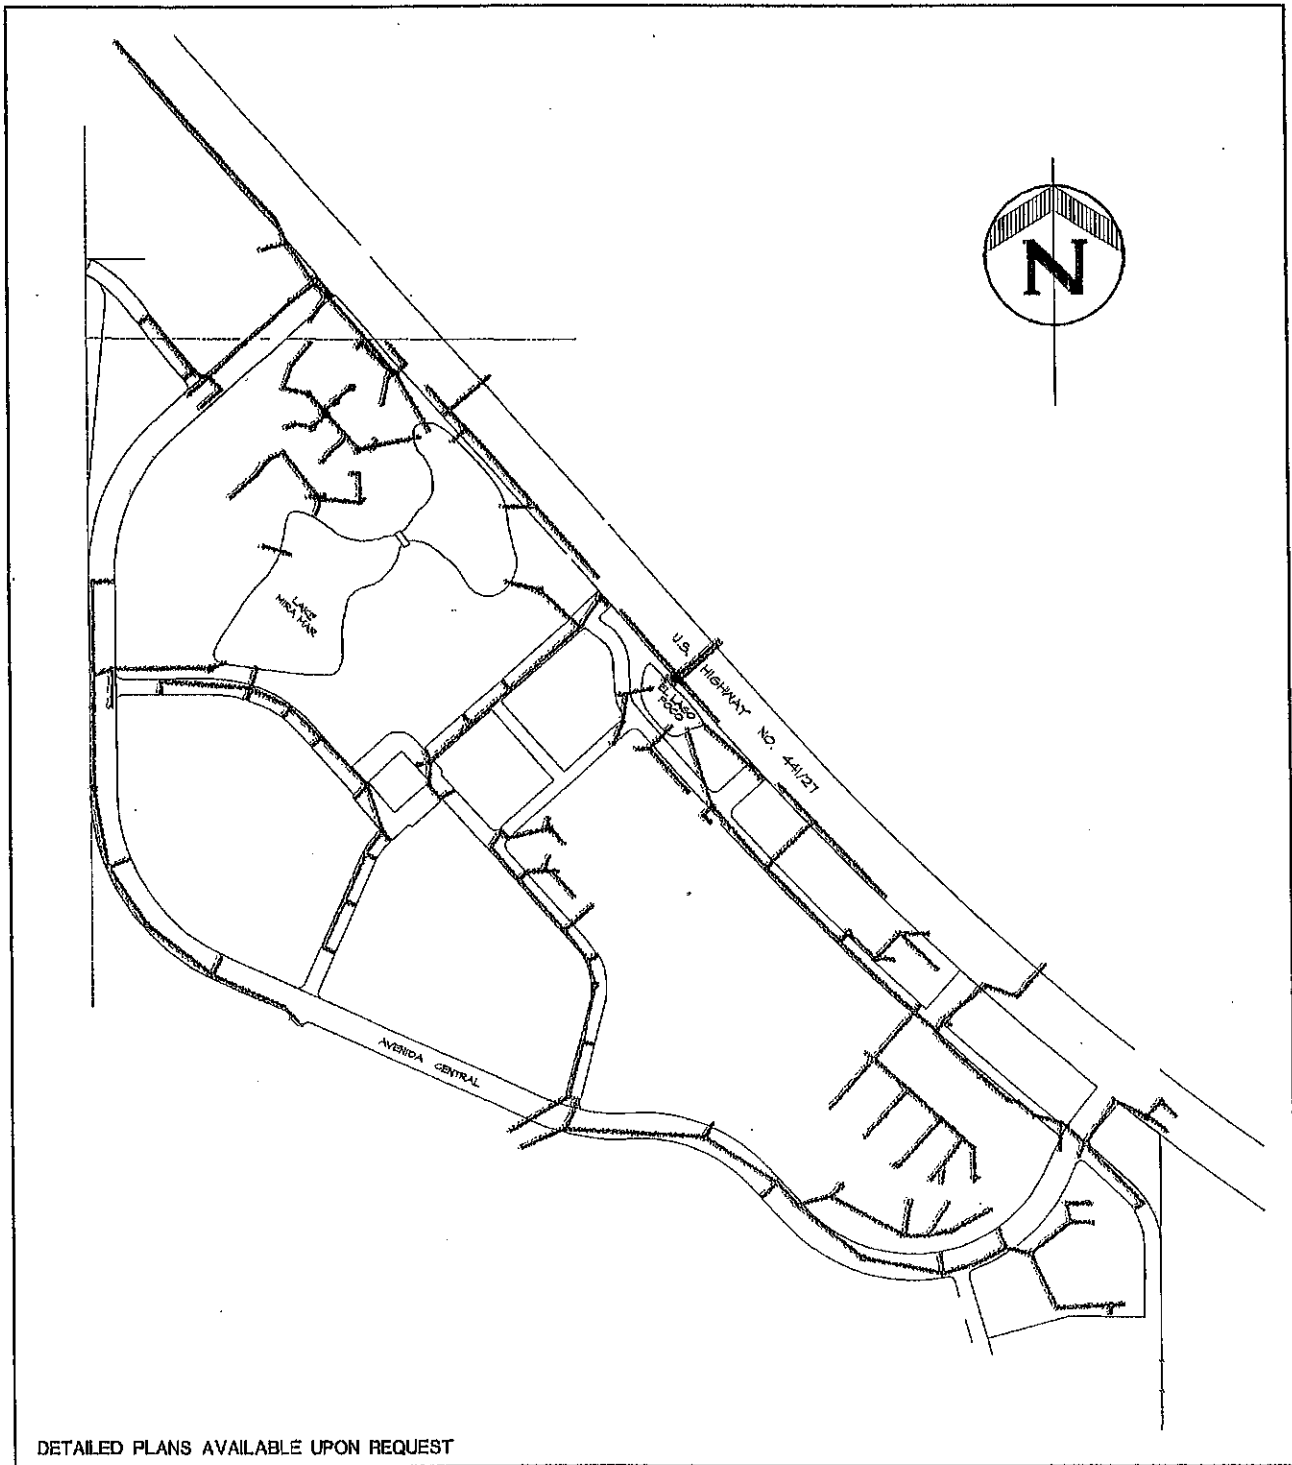 N
LAKE
MIRA MAR
U.S. HIGHWAY NO. 441/27
EL LAGO
POCO
AVENIDA CENTRAL
DETAILED PLANS AVAILABLE UPON REQUEST